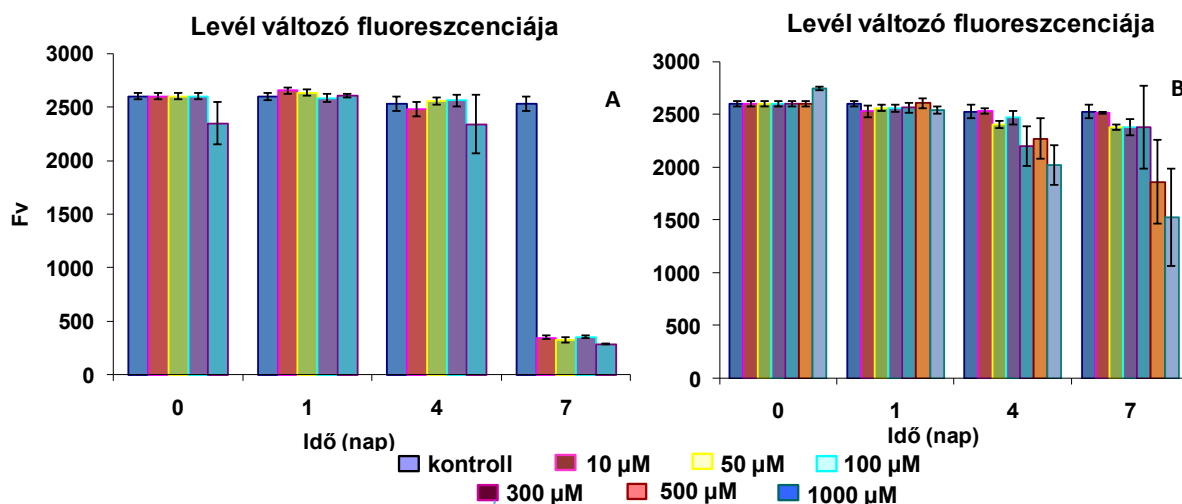 Levél változó fluoreszcenciája
3000
2500
2000
1500
1000
500
0
Fv
A
0 1 4 7
Idő (nap)
Levél változó fluoreszcenciája
3000
2500
2000
1500
1000
500
0
B
0 1 4 7
Idő (nap)
kontroll 10 µM 50 µM 100 µM
300 µM 500 µM 1000 µM